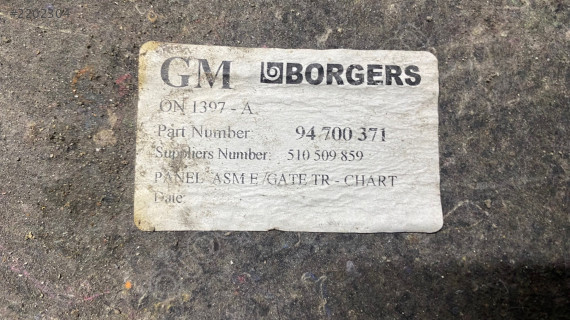 GM BORGERS
ON 1397 - A
Part Number: 94 700 371
Suppliers Number: 510 509 859
PANEL ASM E/GATE TR - CHART
Date